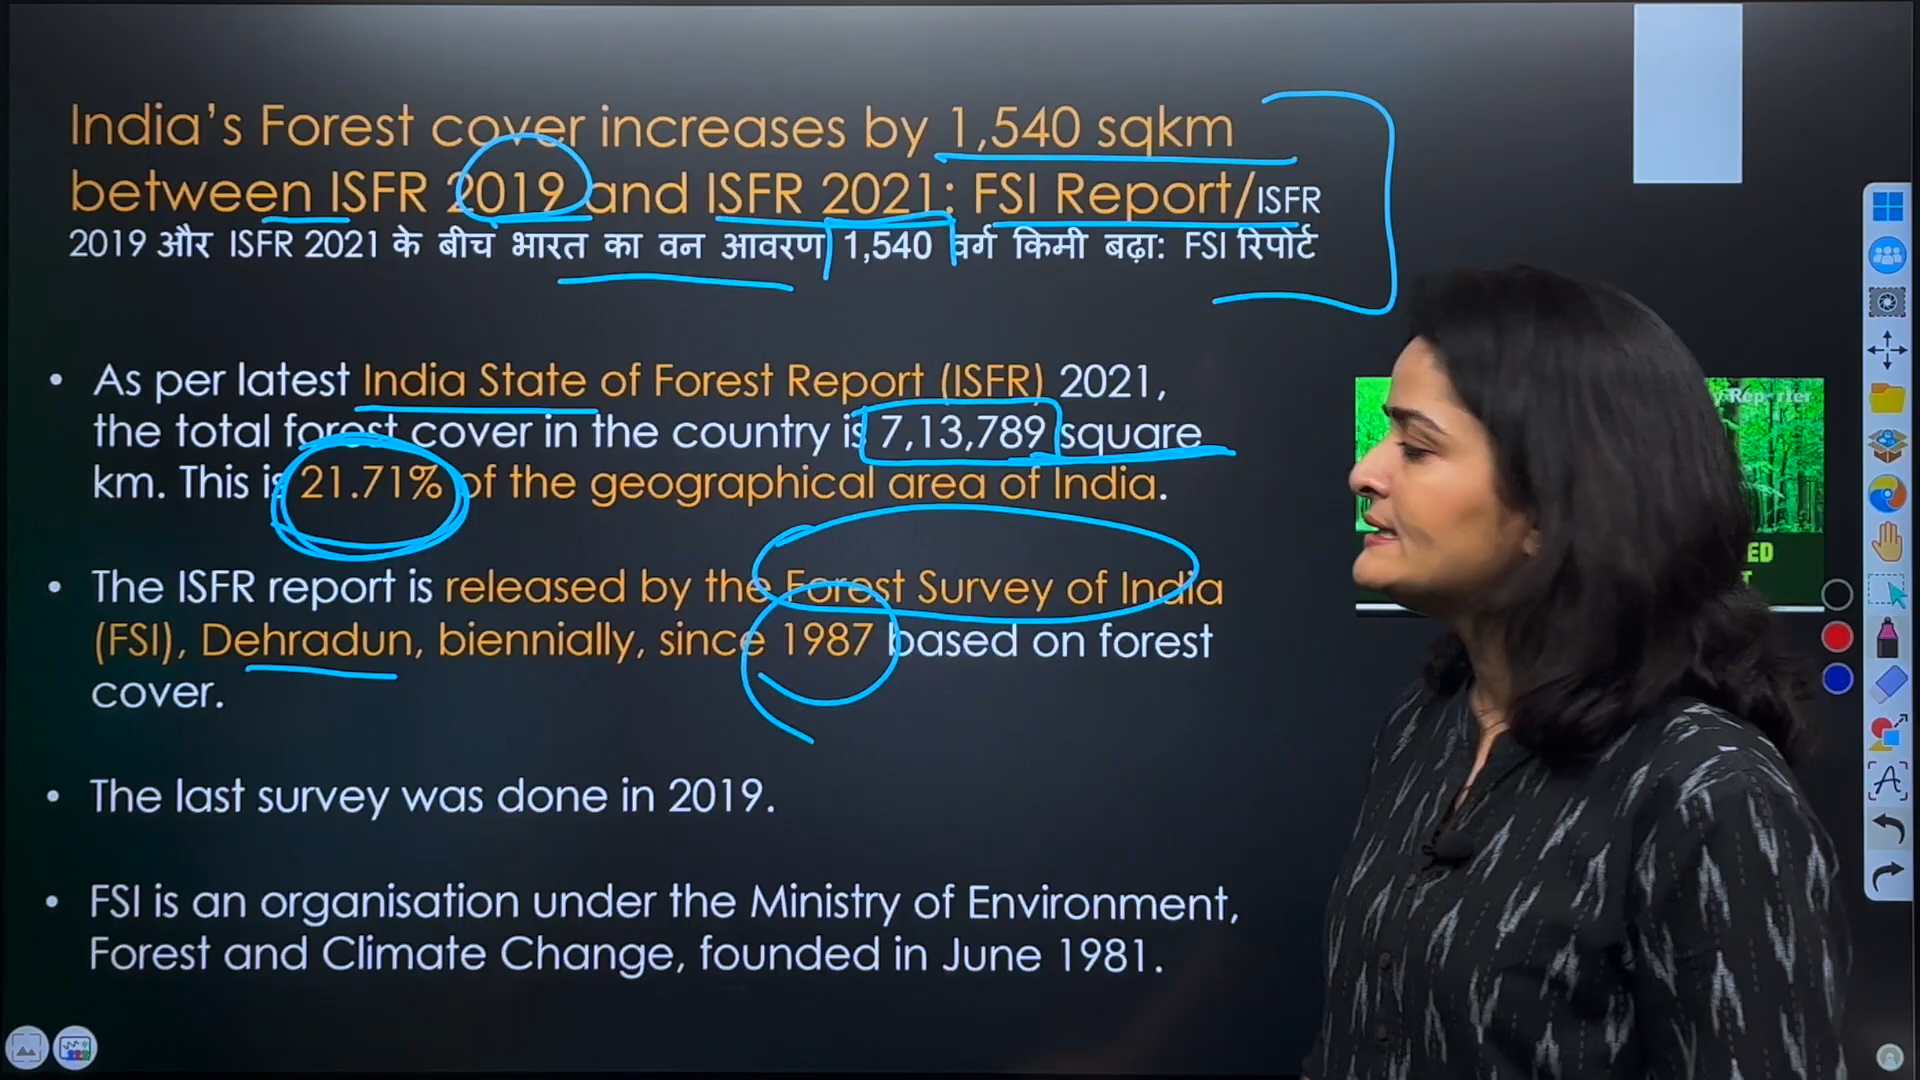 India's Forest cover increases by 1,540 sqkm
between ISFR 2019 and ISFR 2021: FSI Report/ISFR
2019 और ISFR 2021 के बीच भारत का वन आवरण 1,540 वर्ग किमी बढ़ा: FSI रिपोर्ट
• As per latest India State of Forest Report (ISFR) 2021,
the total forest cover in the country is 7,13,789 square
km. This is 21.71% of the geographical area of India.
• The ISFR report is released by the Forest Survey of India
(FSI), Dehradun, biennially, since 1987 based on forest
cover.
• The last survey was done in 2019.
• FSI is an organisation under the Ministry of Environment,
Forest and Climate Change, founded in June 1981.
Reporter
A